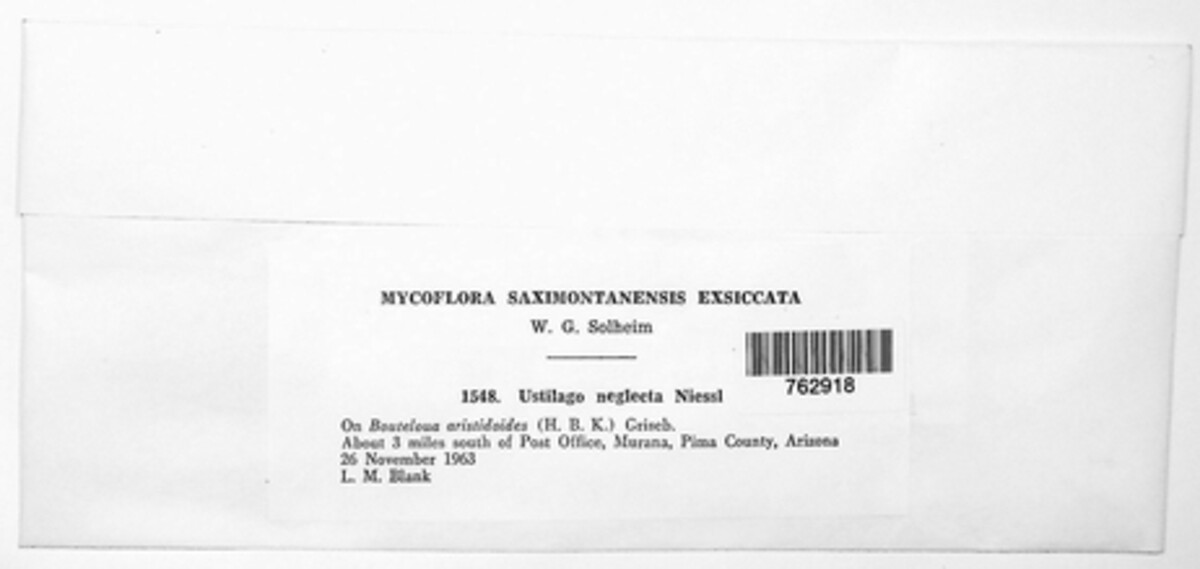 MYCOFLORA SAXIMONTANENSIS EXSICCATA
W. G. Solheim
762918
1548. Ustilago neglecta Niessl
On Bouteloua aristidoides (H. B. K.) Griseb.
About 3 miles south of Post Office, Murana, Pima County, Arizona
26 November 1963
L. M. Blank